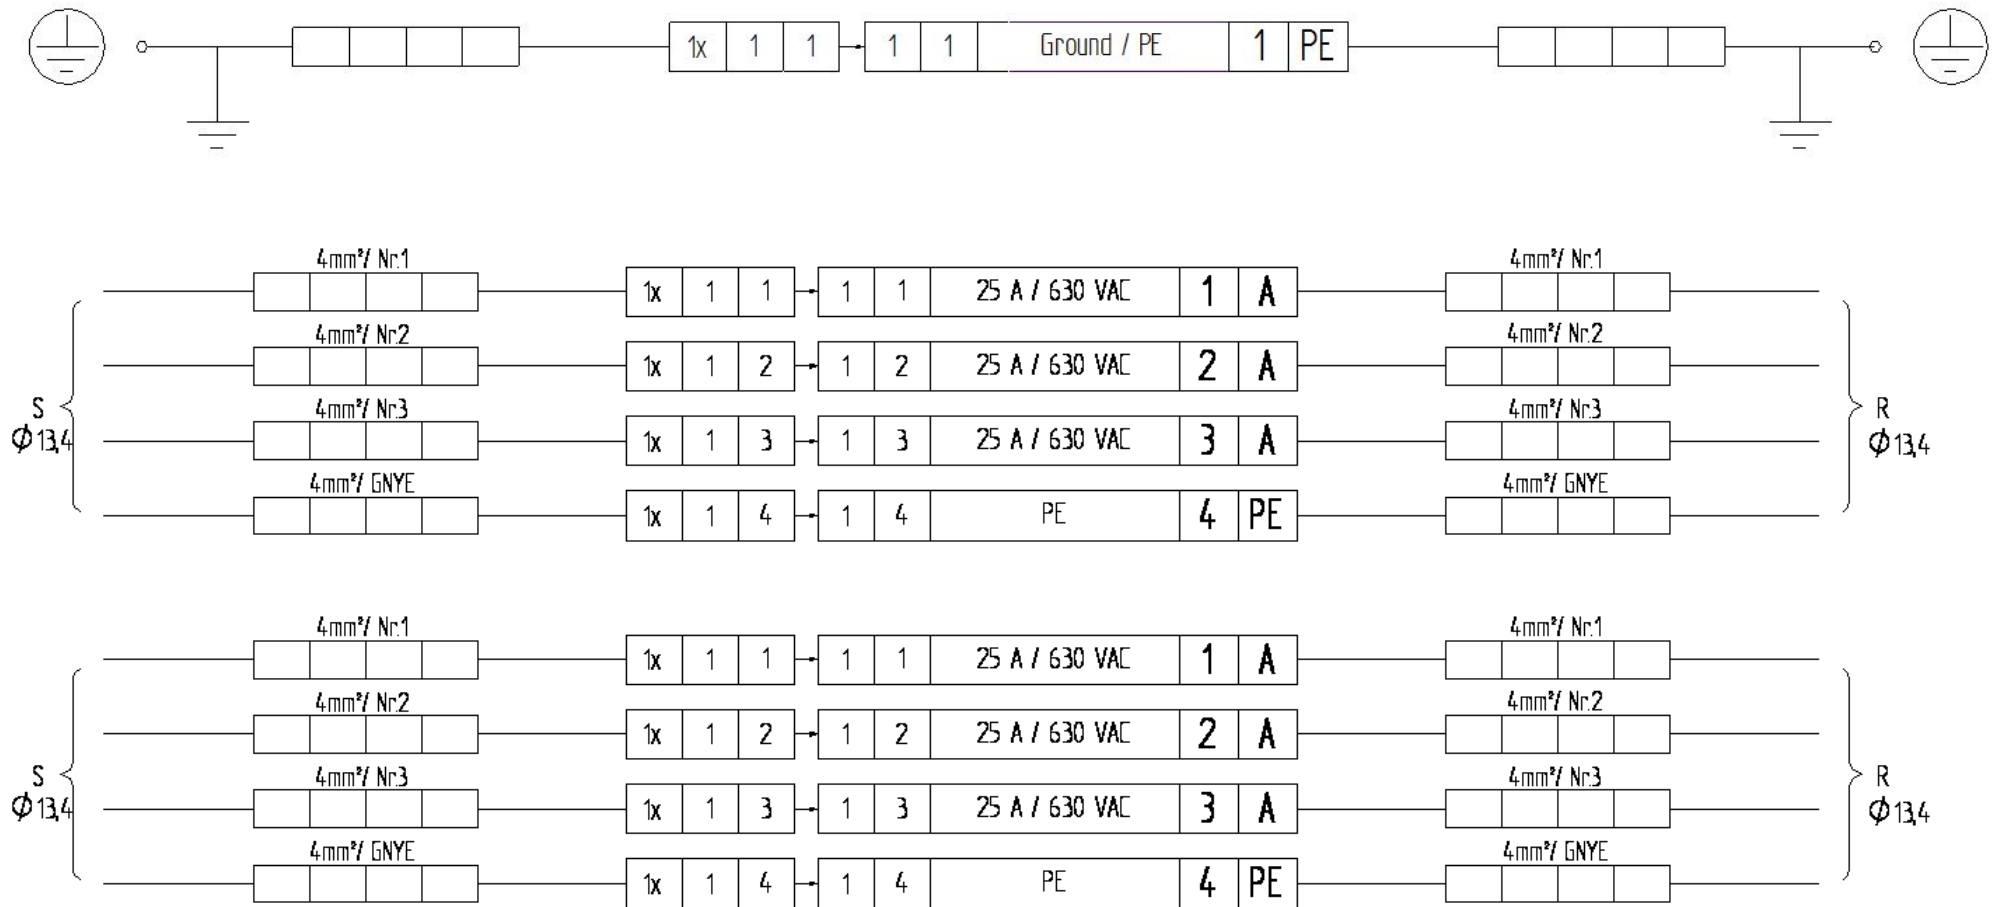 1x 1 1 1 1 Ground / PE 1 PE
4mm²/ Nr.1 4mm²/ Nr.1
1x 1 1 1 1 25 A / 630 VAC 1 A
4mm²/ Nr.2 4mm²/ Nr.2
1x 1 2 1 2 25 A / 630 VAC 2 A
S 4mm²/ Nr.3 4mm²/ Nr.3 R
Ø13,4 1x 1 3 1 3 25 A / 630 VAC 3 A Ø13,4
4mm²/ GNYE 4mm²/ GNYE
1x 1 4 1 4 PE 4 PE
4mm²/ Nr.1 4mm²/ Nr.1
1x 1 1 1 1 25 A / 630 VAC 1 A
4mm²/ Nr.2 4mm²/ Nr.2
1x 1 2 1 2 25 A / 630 VAC 2 A
S 4mm²/ Nr.3 4mm²/ Nr.3 R
Ø13,4 1x 1 3 1 3 25 A / 630 VAC 3 A Ø13,4
4mm²/ GNYE 4mm²/ GNYE
1x 1 4 1 4 PE 4 PE